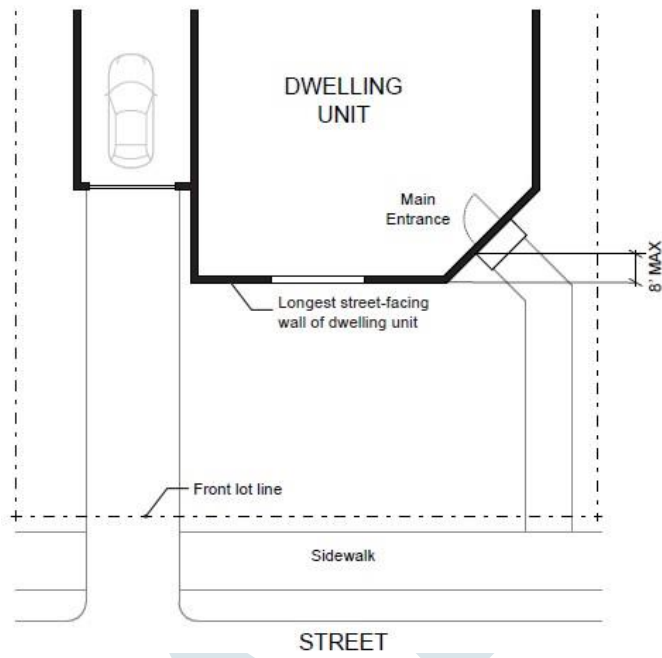 DWELLING
UNIT
Main
Entrance
8' MAX
Longest street-facing
wall of dwelling unit
Front lot line
Sidewalk
STREET